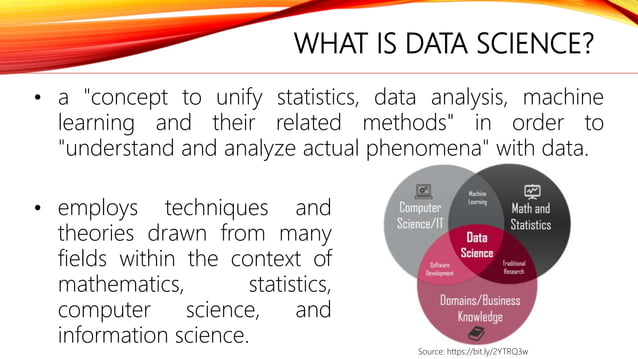 WHAT IS DATA SCIENCE?
• a "concept to unify statistics, data analysis, machine
learning and their related methods" in order to
"understand and analyze actual phenomena" with data.
• employs techniques and
theories drawn from many
fields within the context of
mathematics, statistics,
computer science, and
information science.
Computer
Science/IT
Machine
Learning
Math and
Statistics
Data
Science
Software
Development
Traditional
Research
Domains/Business
Knowledge
Source: https://bit.ly/2YTRQ3w